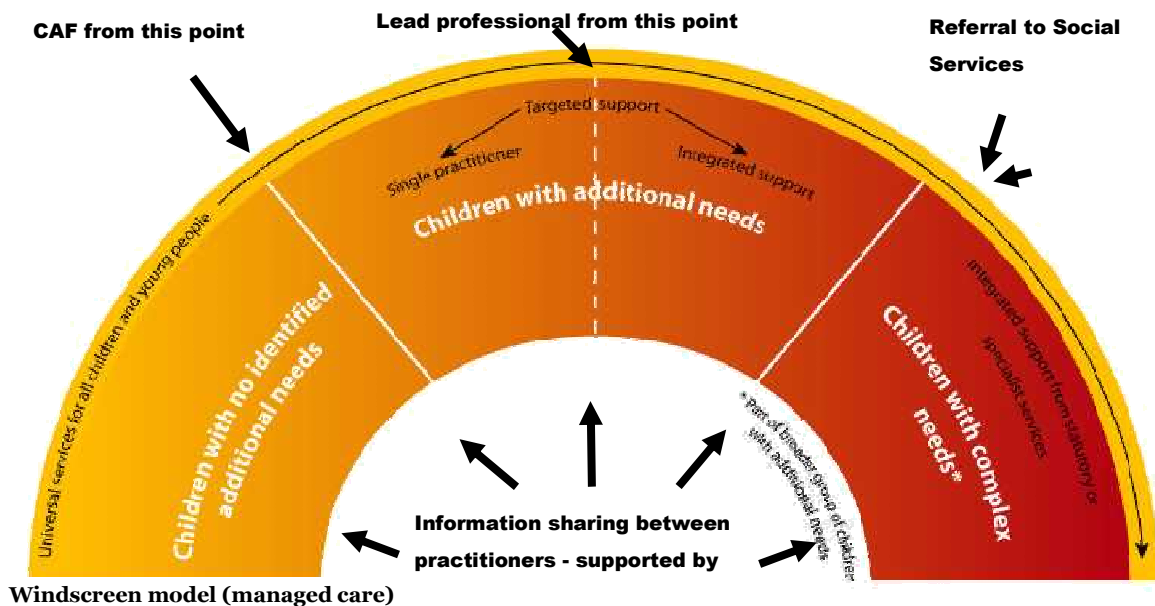 CAF from this point
Lead professional from this point
Referral to Social
Services
Targeted support
Single practitioner
Integrated support
Children with additional needs
Universal services for all children and young people
Children with no identified
additional needs
Integrated support from statutory or
specialist services
Children with complex
needs*
* Part of broader group of children
with additional needs
Information sharing between
practitioners - supported by
Windscreen model (managed care)